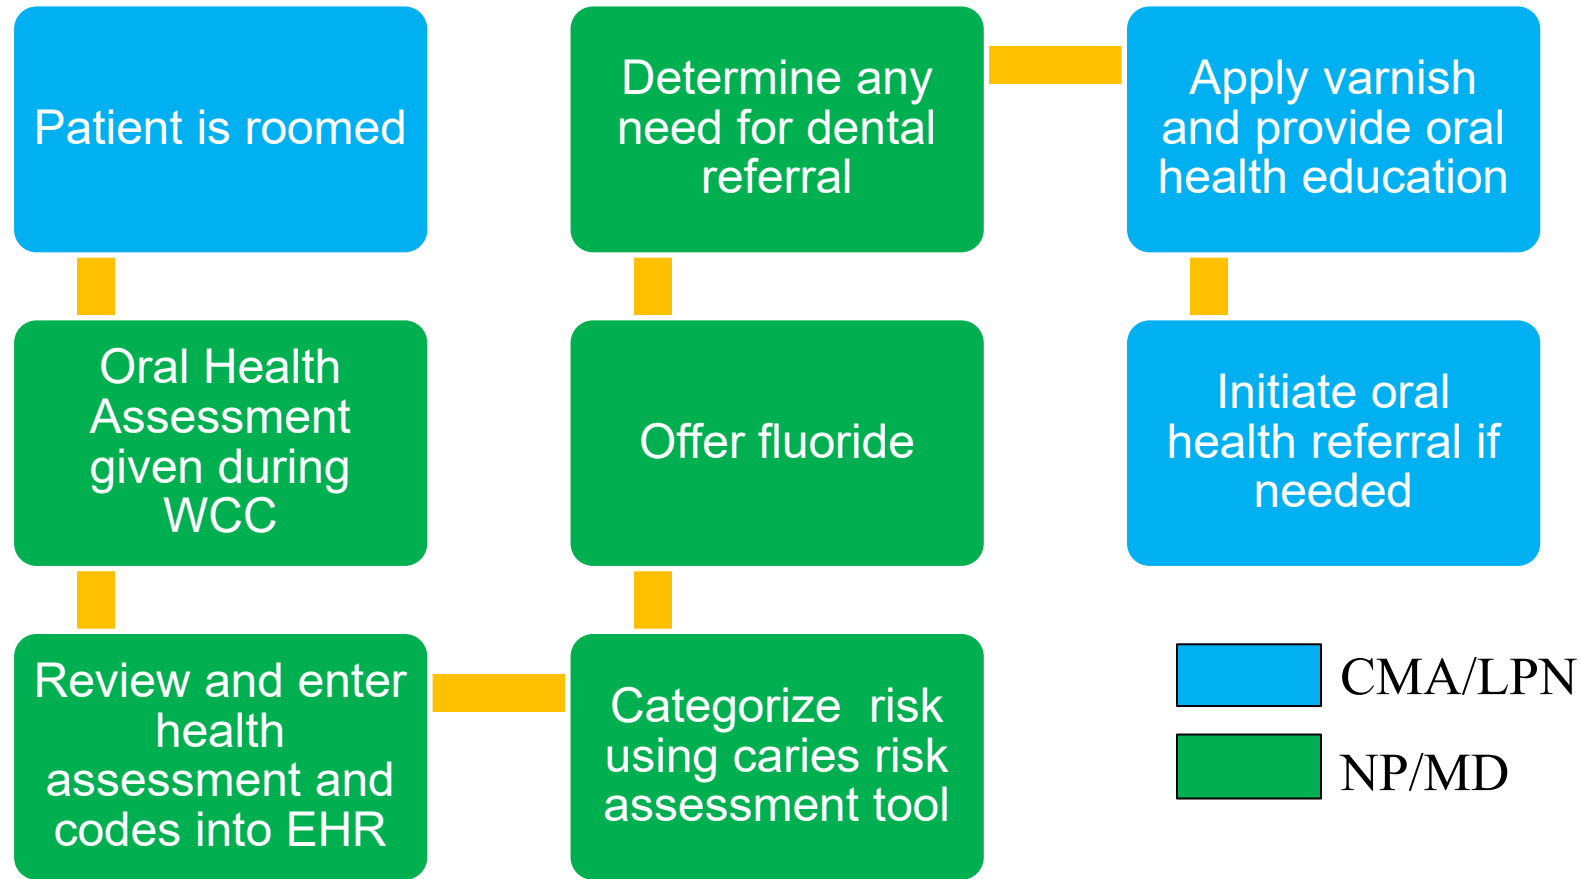 Patient is roomed
Oral Health
Assessment
given during
WCC
Review and enter
health
assessment and
codes into EHR
Categorize  risk
using caries risk
assessment tool
Offer fluoride
Determine any
need for dental
referral
Apply varnish
and provide oral
health education
Initiate oral
health referral if
needed
CMA/LPN
NP/MD